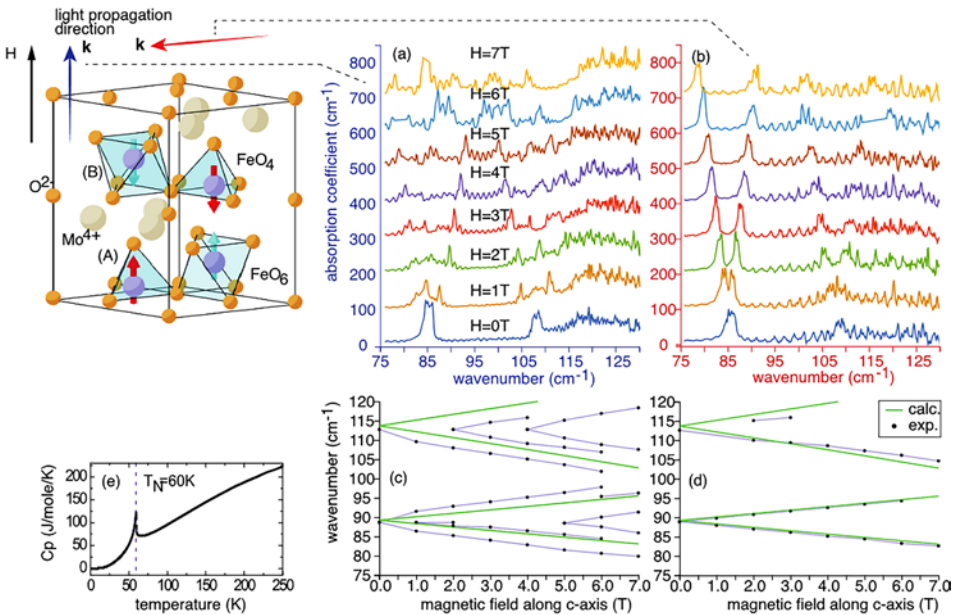 light propagation
direction
H
k
k
(B)
FeO4
O2-
Mo4+
(A)
FeO6
(a)
H=7T
H=6T
H=5T
H=4T
H=3T
H=2T
H=1T
H=0T
absorption coefficient (cm-1)
800
700
600
500
400
300
200
100
0
75 85 95 105 115 125
wavenumber (cm-1)
(b)
800
700
600
500
400
300
200
100
0
75 85 95 105 115 125
wavenumber (cm-1)
(e)
TN=60K
Cp (J/mole/K)
200
150
100
50
0
0 50 100 150 200 250
temperature (K)
wavenumber (cm-1)
120
115
110
105
100
95
90
85
80
75
(c)
0.0 1.0 2.0 3.0 4.0 5.0 6.0 7.0
magnetic field along c-axis (T)
120
115
110
105
100
95
90
85
80
75
(d)
calc.
exp.
0.0 1.0 2.0 3.0 4.0 5.0 6.0 7.0
magnetic field along c-axis (T)